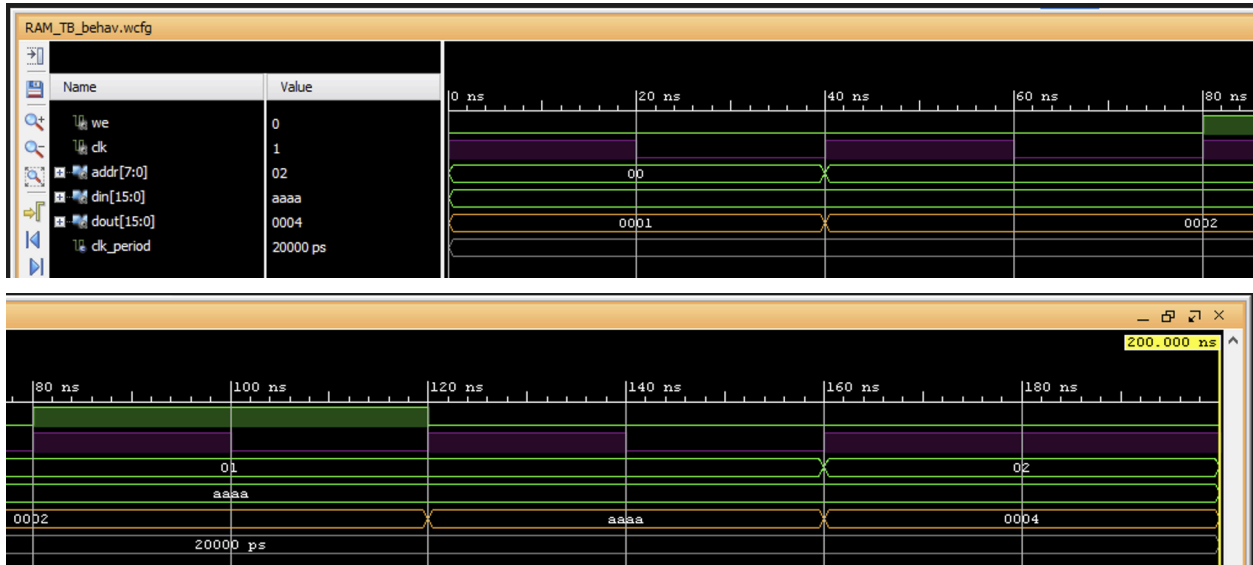 RAM_TB_behav.wcfg
Name Value
0 ns 20 ns 40 ns 60 ns 80 ns
we 0
clk 1
addr[7:0] 02 00
din[15:0] aaaa
dout[15:0] 0004 0001 0002
clk_period 20000 ps
200.000 ns
80 ns 100 ns 120 ns 140 ns 160 ns 180 ns
01 02
aaaa
0002 aaaa 0004
20000 ps